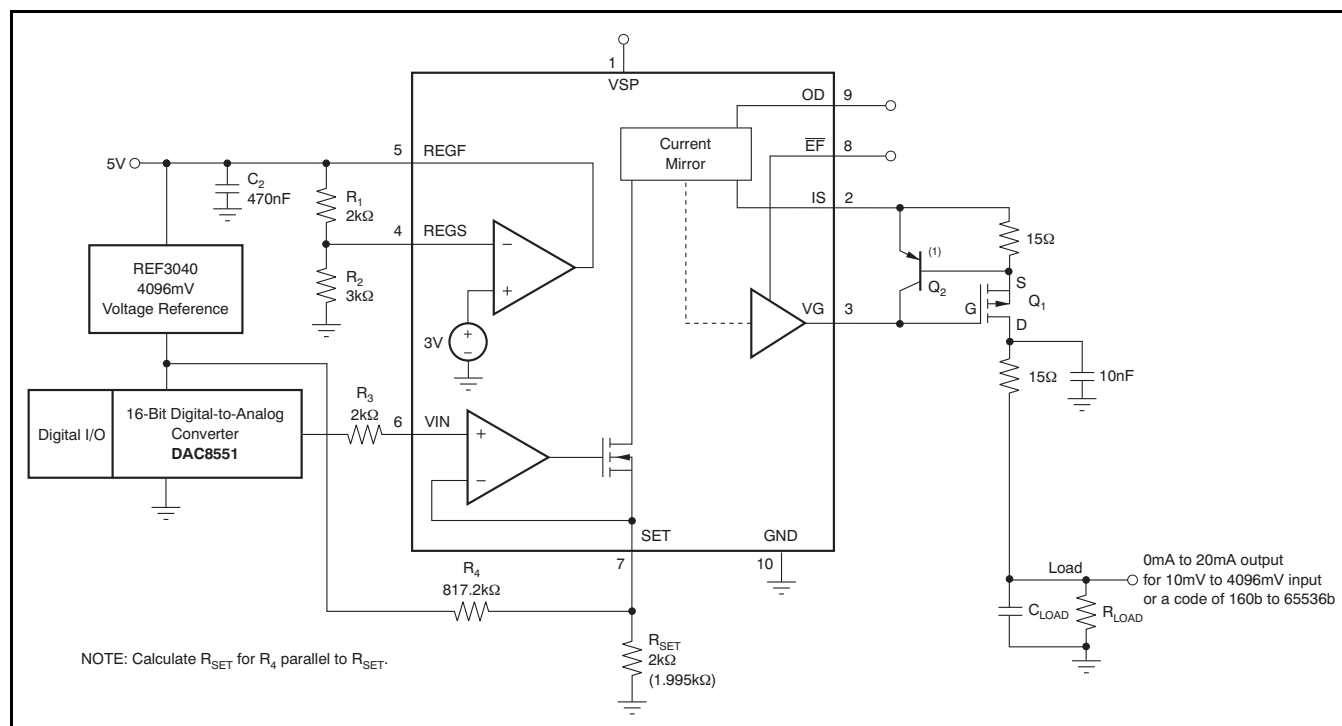 1
VSP
OD 9
Current
Mirror
EF 8
5V
5 REGF
C2
470nF
R1
2kΩ
IS 2
(1)
15Ω
4 REGS
REF3040
4096mV
Voltage Reference
R2
3kΩ
−
+
3V
+
−
Q2
S
Q1
G
D
VG 3
15Ω
10nF
Digital I/O
16-Bit Digital-to-Analog
Converter
DAC8551
R3
2kΩ
6 VIN
+
−
SET
7
GND
10
R4
817.2kΩ
Load
0mA to 20mA output
for 10mV to 4096mV input
or a code of 160b to 65536b
CLOAD
RLOAD
RSET
2kΩ
(1.995kΩ)
NOTE: Calculate RSET for R4 parallel to RSET.